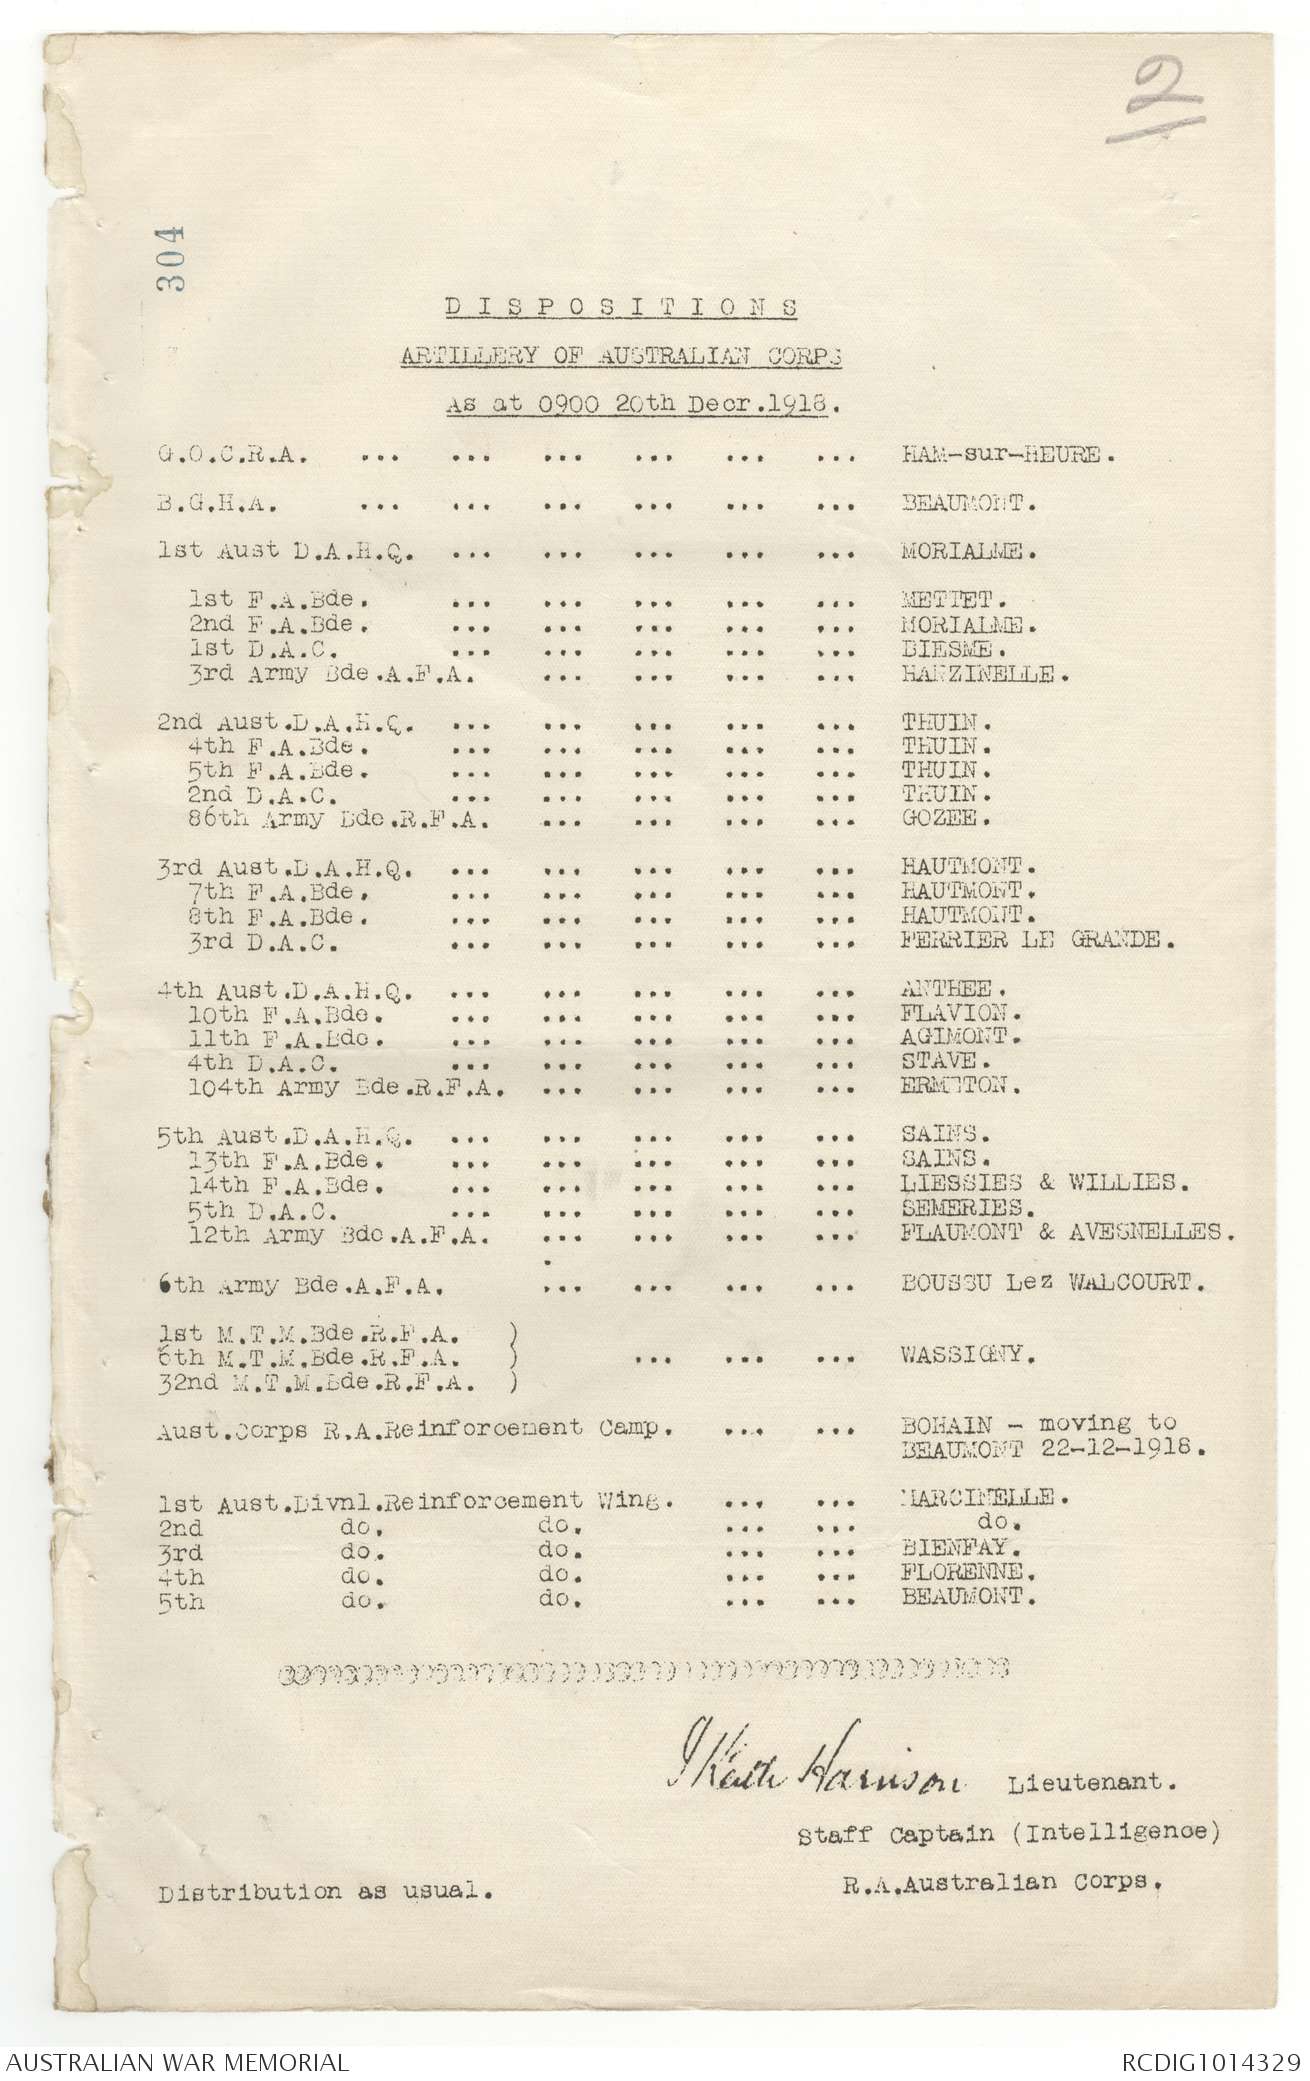 2
304
D I S P O S I T I O N S
ARTILLERY OF AUSTRALIAN CORPS
As at 0900 20th Decr.1918.
G.O.C.R.A. ... ... ... ... ... ... HAM-sur-HEURE.
B.G.H.A. ... ... ... ... ... ... BEAUMONT.
1st Aust D.A.H.Q. ... ... ... ... ... MORIALME.
1st F.A.Bde. ... ... ... ... ... METTET.
2nd F.A.Bde. ... ... ... ... ... MORIALME.
1st D.A.C. ... ... ... ... ... BIESME.
3rd Army Bde.A.F.A. ... ... ... ... HANZINELLE.
2nd Aust.D.A.H.Q. ... ... ... ... ... THUIN.
4th F.A.Bde. ... ... ... ... ... THUIN.
5th F.A.Bde. ... ... ... ... ... THUIN.
2nd D.A.C. ... ... ... ... ... THUIN.
86th Army Bde.R.F.A. ... ... ... ... GOZEE.
3rd Aust.D.A.H.Q. ... ... ... ... ... HAUTMONT.
7th F.A.Bde. ... ... ... ... ... HAUTMONT.
8th F.A.Bde. ... ... ... ... ... HAUTMONT.
3rd D.A.C. ... ... ... ... ... FERRIER LE GRANDE.
4th Aust.D.A.H.Q. ... ... ... ... ... ANTHEE.
10th F.A.Bde. ... ... ... ... ... FLAVION.
11th F.A.Bde. ... ... ... ... ... AGIMONT.
4th D.A.C. ... ... ... ... ... STAVE.
104th Army Bde.R.F.A. ... ... ... ... ERMETON.
5th Aust.D.A.H.Q. ... ... ... ... ... SAINS.
13th F.A.Bde. ... ... ... ... ... SAINS.
14th F.A.Bde. ... ... ... ... ... LIESSIES & WILLIES.
5th D.A.C. ... ... ... ... ... SEMERIES.
12th Army Bde.A.F.A. ... ... ... ... FLAUMONT & AVESNELLES.
6th Army Bde.A.F.A. ... ... ... ... BOUSSU Lez WALCOURT.
1st M.T.M.Bde.R.F.A. )
6th M.T.M.Bde.R.F.A. ) ... ... ... WASSIGNY.
32nd M.T.M.Bde.R.F.A. )
Aust.Corps R.A.Reinforcement Camp. ... ... BOHAIN - moving to
BEAUMONT 22-12-1918.
1st Aust.Divnl.Reinforcement Wing. ... ... MARCINELLE.
2nd do. do. ... ... do.
3rd do. do. ... ... BIENFAY.
4th do. do. ... ... FLORENNE.
5th do. do. ... ... BEAUMONT.
Keith Harrison Lieutenant.
Staff Captain (Intelligence)
R.A.Australian Corps.
Distribution as usual.
AUSTRALIAN WAR MEMORIAL
RCDIG1014329